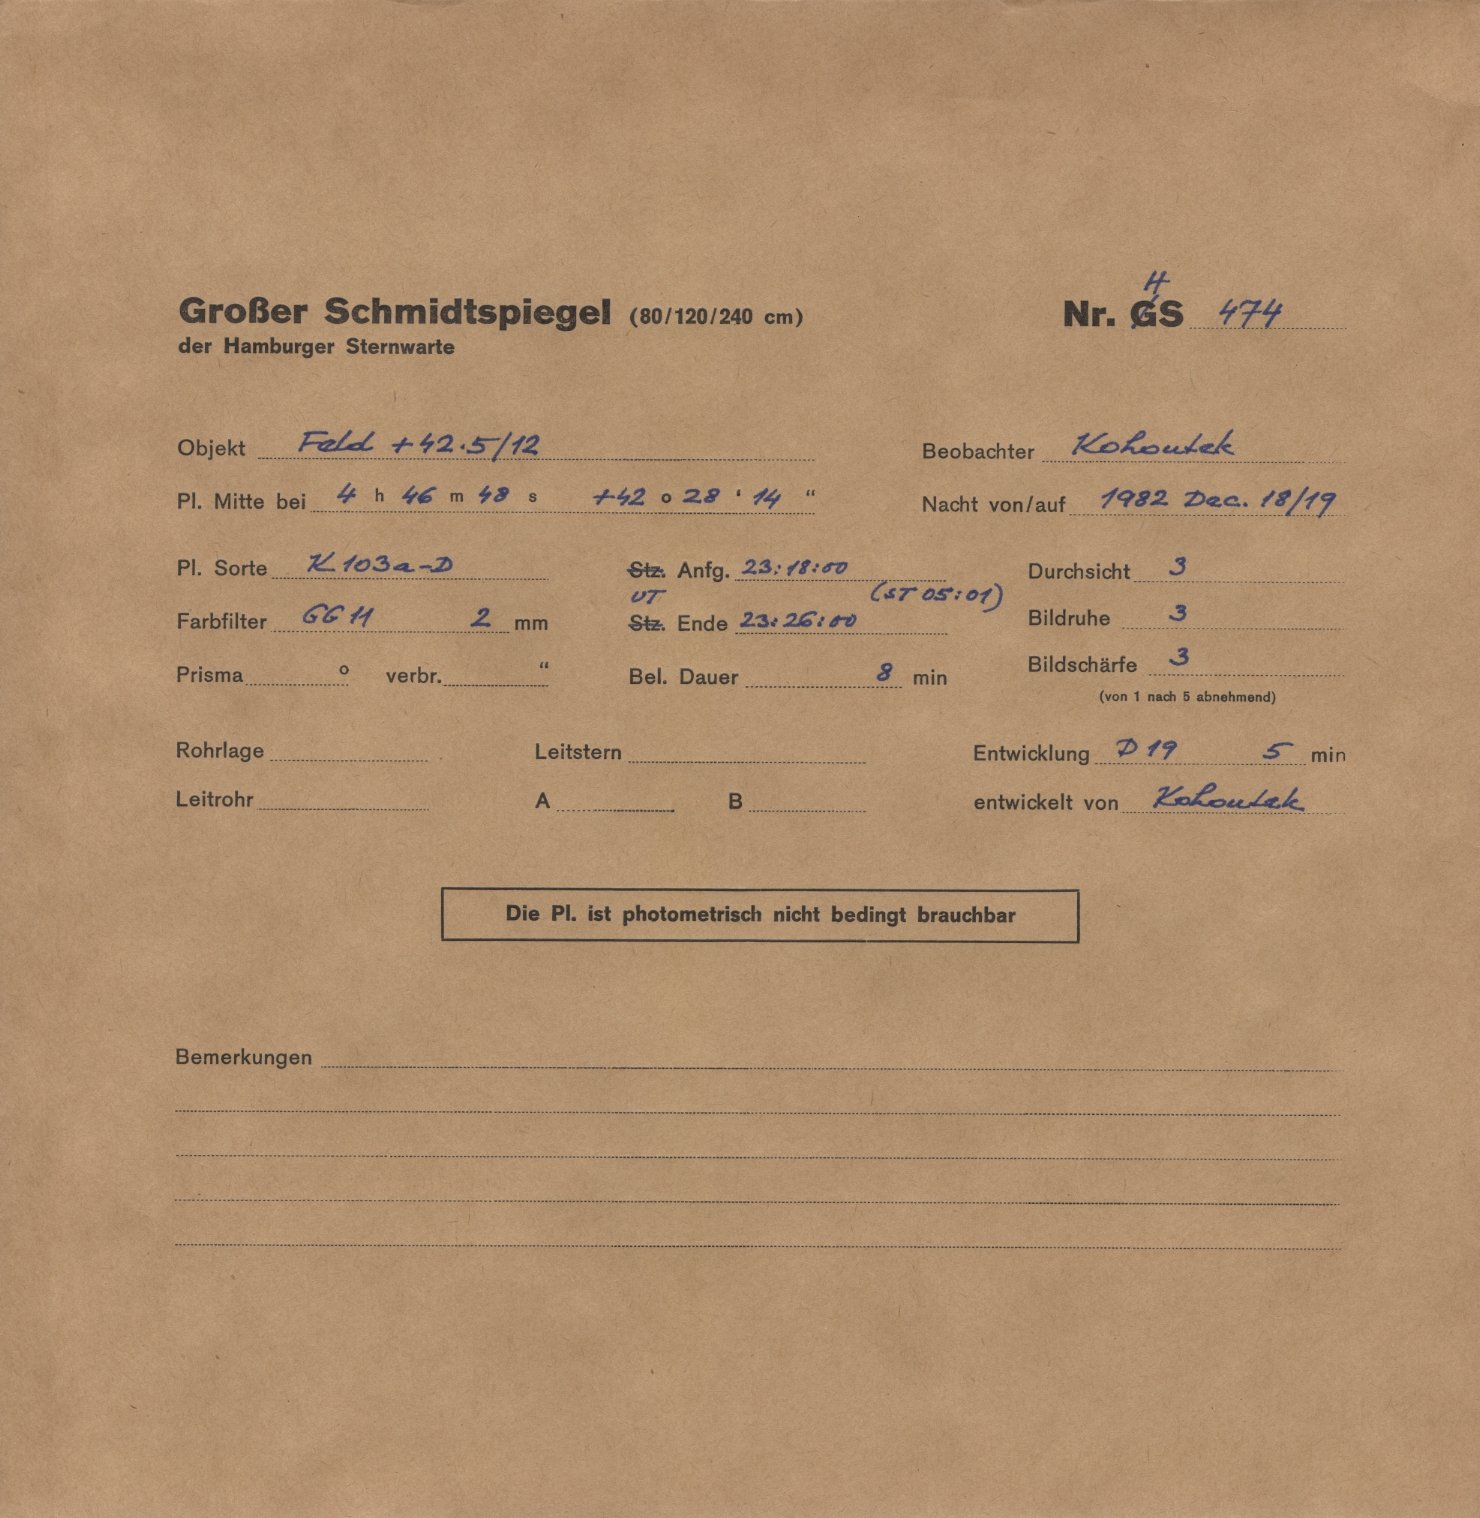 Großer Schmidtspiegel (80/120/240 cm)
der Hamburger Sternwarte
H
Nr. GS 474
Objekt Feld +42.5/12
Beobachter Kohoutek
Pl. Mitte bei 4 h 46 m 48 s +42 o 28 ‘ 14 “
Nacht von/auf 1982 Dec. 18/19
Pl. Sorte K 103a-D
Stz. Anfg. 23:18:00
Durchsicht 3
UT (ST 05:01)
Farbfilter GG 11 2 mm
Stz. Ende 23:26:00
Bildruhe 3
Prisma o verbr. “
Bel. Dauer 8 min
Bildschärfe 3
(von 1 nach 5 abnehmend)
Rohrlage
Leitstern
Entwicklung D 19 5 min
Leitrohr
A B
entwickelt von Kohoutek
Die Pl. ist photometrisch nicht bedingt brauchbar
Bemerkungen